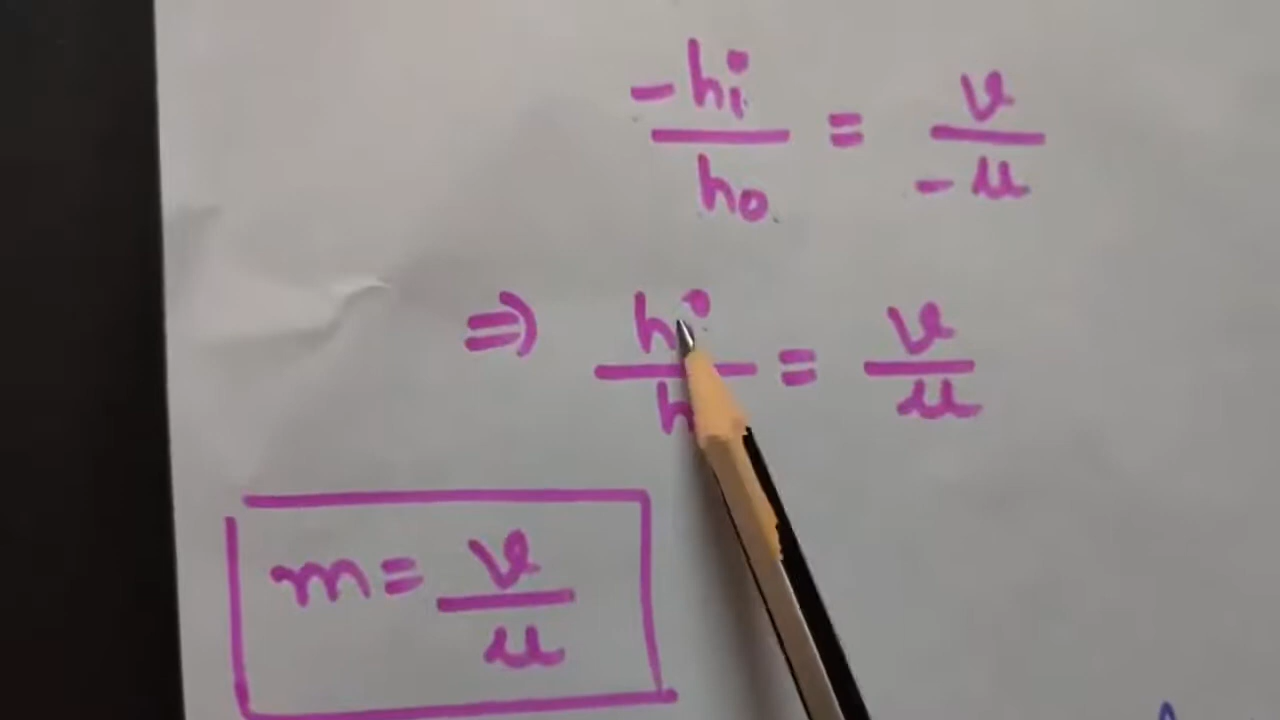 -hi/ho = v/-u
⇒ hi/h = v/u
m = v/u